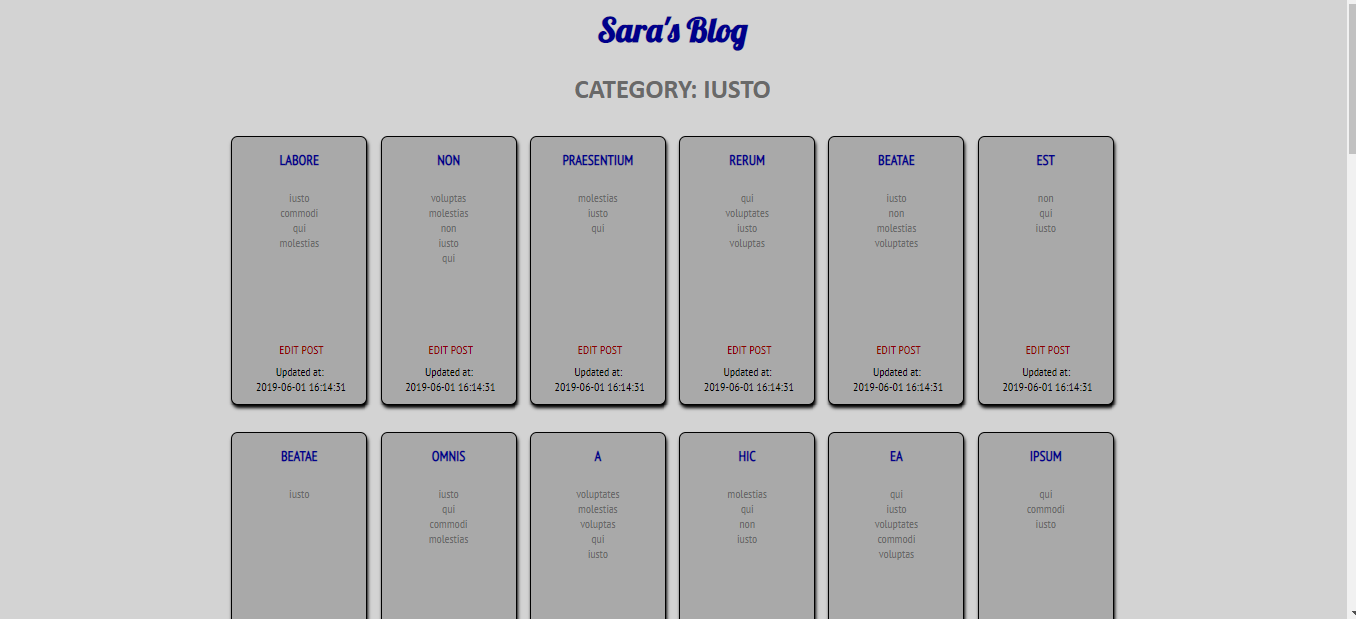 Sara's Blog
CATEGORY: IUSTO
LABORE
iusto
commodi
qui
molestias
EDIT POST
Updated at:
2019-06-01 16:14:31
NON
voluptas
molestias
non
iusto
qui
EDIT POST
Updated at:
2019-06-01 16:14:31
PRAESENTIUM
molestias
iusto
qui
EDIT POST
Updated at:
2019-06-01 16:14:31
RERUM
qui
voluptates
iusto
voluptas
EDIT POST
Updated at:
2019-06-01 16:14:31
BEATAE
iusto
non
molestias
voluptates
EDIT POST
Updated at:
2019-06-01 16:14:31
EST
non
qui
iusto
EDIT POST
Updated at:
2019-06-01 16:14:31
BEATAE
iusto
OMNIS
iusto
qui
commodi
molestias
A
voluptates
molestias
voluptas
qui
iusto
HIC
molestias
qui
non
iusto
EA
qui
iusto
voluptates
commodi
voluptas
IPSUM
qui
commodi
iusto